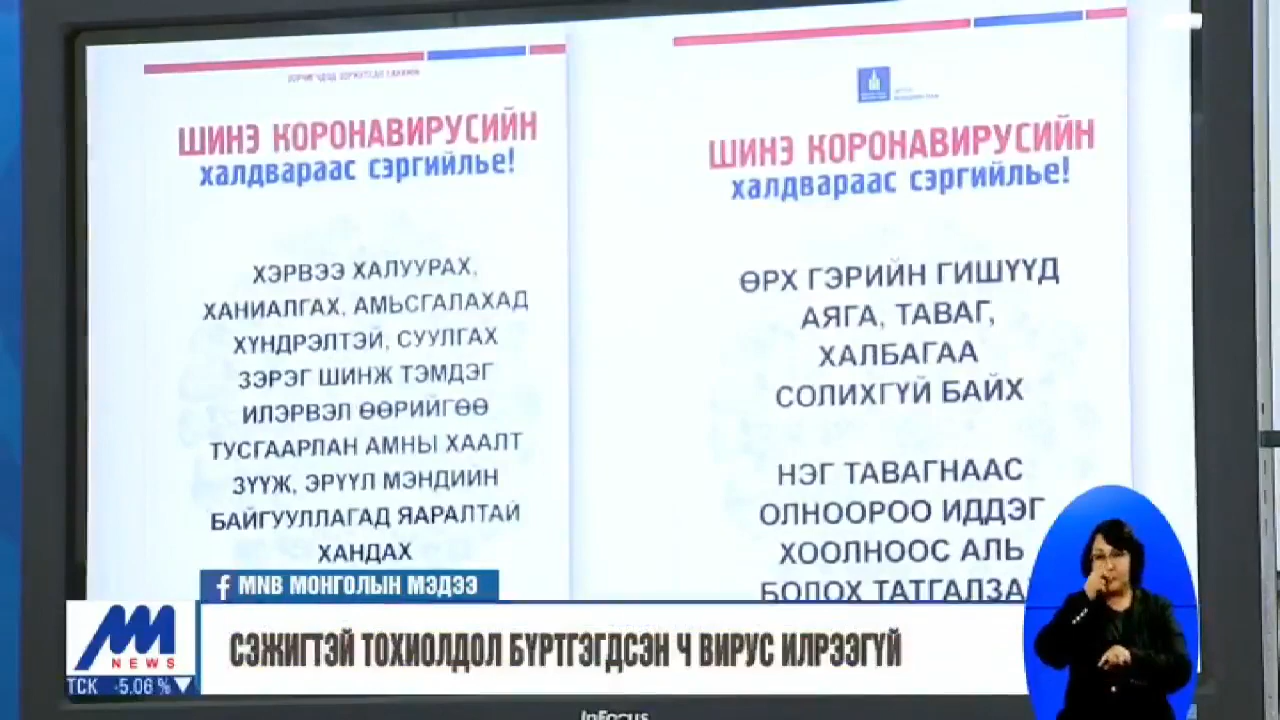 ШИНЭ КОРОНАВИРУСИЙН
халдвараас сэргийлье!
ХЭРВЭЭ ХАЛУУРАХ,
ХАНИАЛГАХ, АМЬСГАЛАХАД
ХҮНДРЭЛТЭЙ, СУУЛГАХ
ЗЭРЭГ ШИНЖ ТЭМДЭГ
ИЛЭРВЭЛ ӨӨРИЙГӨӨ
ТУСГААРЛАН АМНЫ ХААЛТ
ЗҮҮЖ, ЭРҮҮЛ МЭНДИЙН
БАЙГУУЛЛАГАД ЯАРАЛТАЙ
ХАНДАХ
ШИНЭ КОРОНАВИРУСИЙН
халдвараас сэргийлье!
ӨРХ ГЭРИЙН ГИШҮҮД
АЯГА, ТАВАГ,
ХАЛБАГАА
СОЛИХГҮЙ БАЙХ
НЭГ ТАВАГНААС
ОЛНООРОО ИДДЭГ
ХООЛНООС АЛЬ
БОЛОХ ТАТГАЛЗА
f MNB МОНГОЛЫН МЭДЭЭ
NEWS
СЭЖИГТЭЙ ТОХИОЛДОЛ БҮРТГЭГДСЭН Ч ВИРУС ИЛРЭЭГҮЙ
ТСК -5.06 %
InFocus